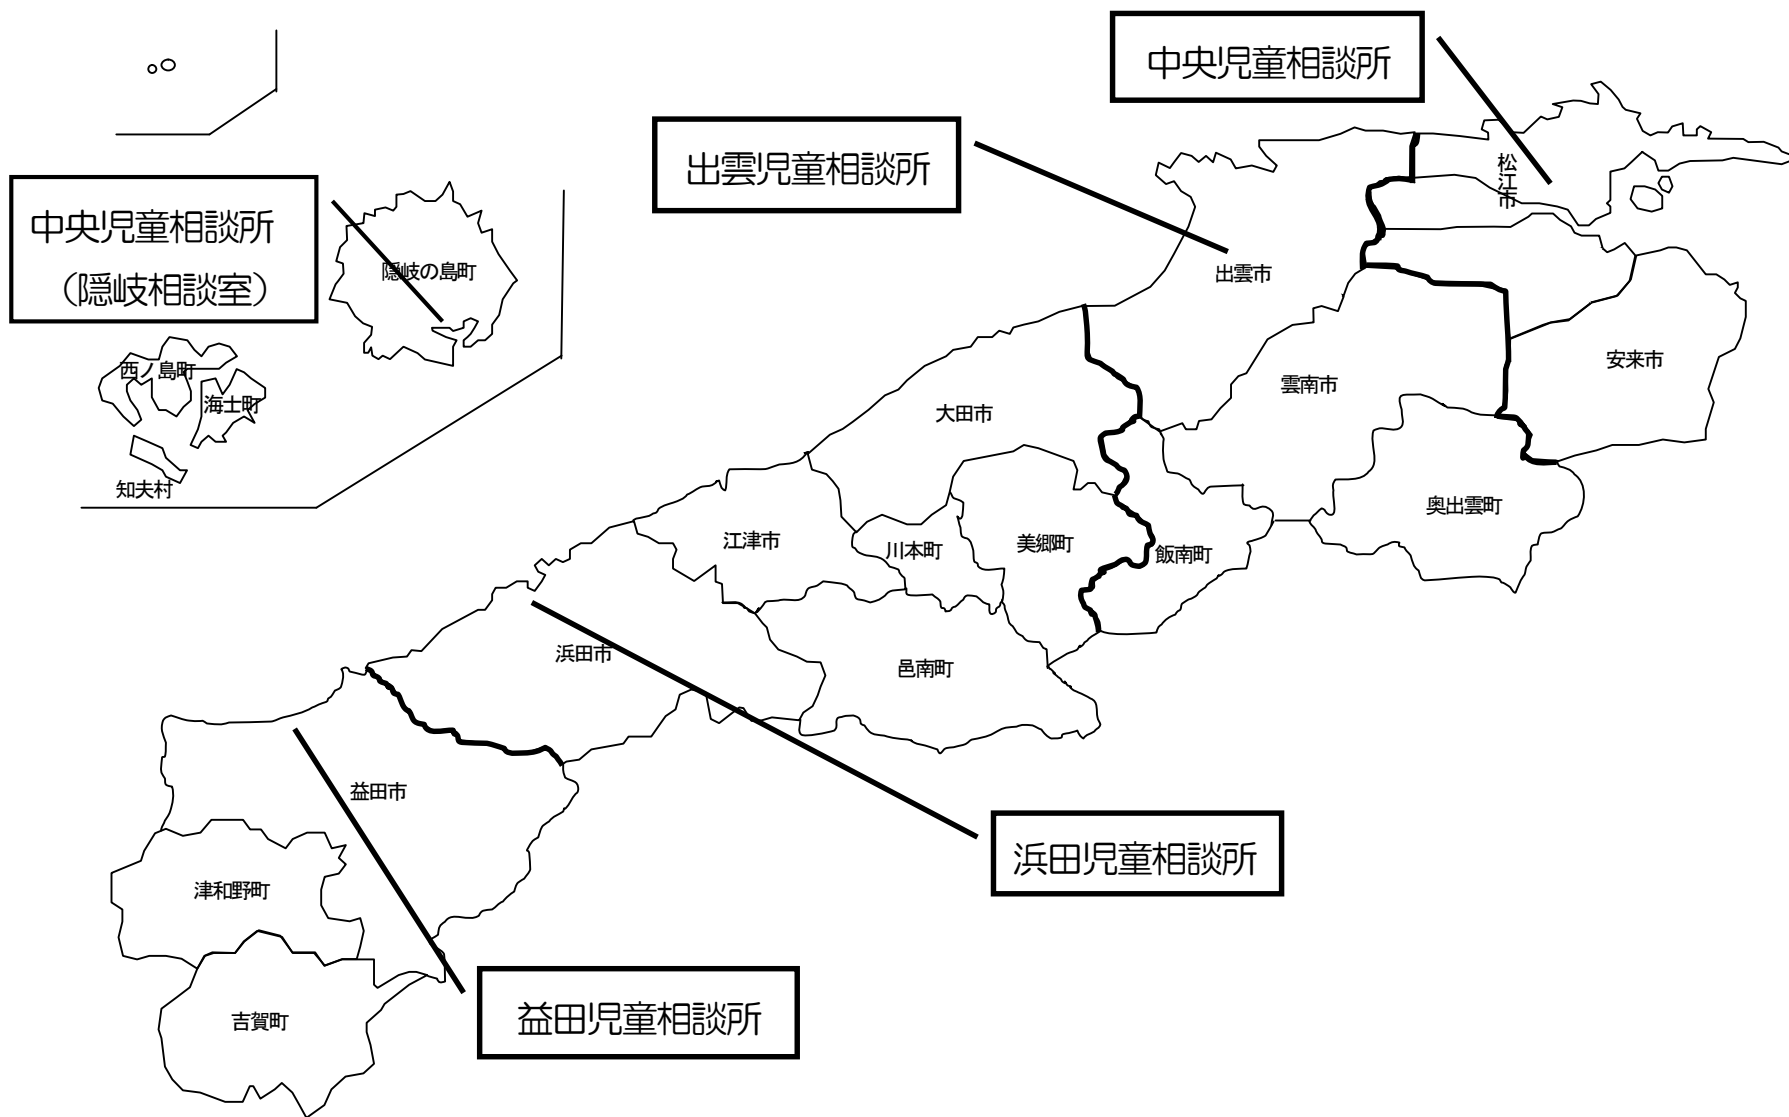 中央児童相談所
出雲児童相談所
松江市
中央児童相談所
（隠岐相談室）
隠岐の島町
出雲市
西ノ島町
海士町
知夫村
安来市
雲南市
大田市
奥出雲町
江津市
川本町
美郷町
飯南町
浜田市
邑南町
益田市
浜田児童相談所
津和野町
益田児童相談所
吉賀町